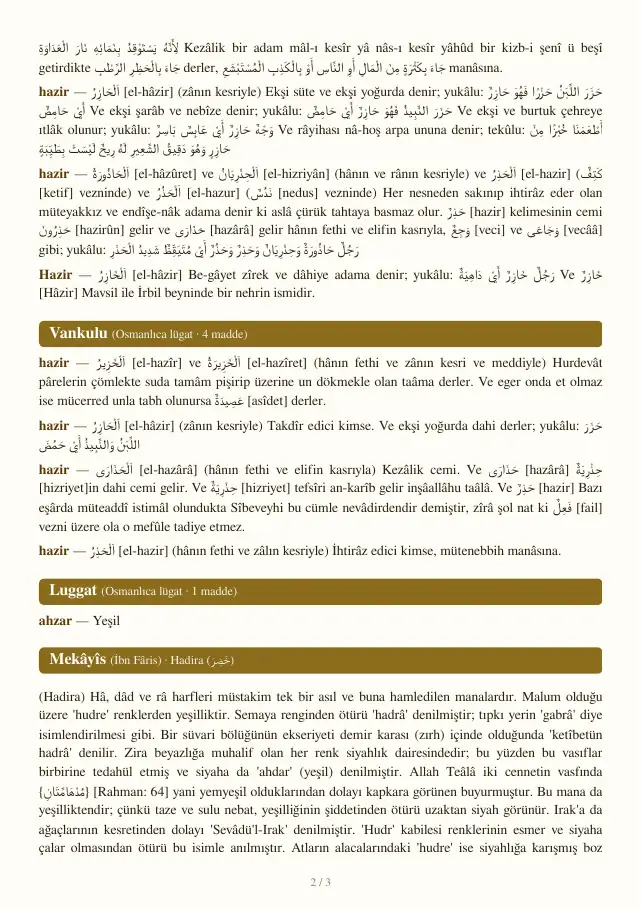 لِأَنَّهُ يَسْتَوْقِدُ بِنَمَائِهِ نَارَ الْعَدَاوَةِ Kezâlik bir adam mâl-ı kesîr yâ nâs-ı kesîr yâhûd bir kizb-i şenî ü beşî
getirdikte جَاءَ بِالْحَظِرِ الرَّطْبِ derler, جَاءَ بِكَثْرَةٍ مِنَ الْمَالِ أَوِ النَّاسِ أَوْ بِالْكَذِبِ الْمُسْتَبْشَعِ manâsına.
hazir — اَلْحَازِرُ [el-hâzir] (zânın kesriyle) Ekşi süte ve ekşi yoğurda denir; yukâlu: حَزَرَ اللَّبَنُ حَزْرًا فَهُوَ حَازِرٌ
أَيْ حَامِضٌ Ve ekşi şarâb ve nebîze denir; yukâlu: حَزَرَ النَّبِيذُ فَهُوَ حَازِرٌ أَيْ حَامِضٌ Ve ekşi ve burtuk çehreye
ıtlâk olunur; yukâlu: وَجْهٌ حَازِرٌ أَيْ عَابِسٌ بَاسِرٌ Ve râyihası nâ-hoş arpa ununa denir; tekûlu: أَطْعَمَنَا خُبْزًا مِنْ
حَازِرٍ وَهُوَ دَقِيقُ الشَّعِيرِ لَهُ رِيحٌ لَيْسَتْ بِطَيِّبَةٍ
hazir — اَلْحَاذُورَةُ [el-hâzûret] ve اَلْحِذْرِيَانُ [el-hizriyân] (hânın ve rânın kesriyle) ve اَلْحَذِرُ [el-hazir] (كَتِفٌ
[ketif] vezninde) ve اَلْحَذُرُ [el-hazur] (نَدُسٌ [nedus] vezninde) Her nesneden sakınıp ihtirâz eder olan
müteyakkız ve endîşe-nâk adama denir ki aslâ çürük tahtaya basmaz olur. حَذِرٌ [hazir] kelimesinin cemi
حَذِرُونَ [hazirûn] gelir ve حَذَارَى [hazârâ] gelir hânın fethi ve elifin kasrıyla, وَجِعٌ [veci] ve وَجَاعَى [vecââ]
gibi; yukâlu: رَجُلٌ حَاذُورَةٌ وَحِذْرِيَانٌ وَحَذِرٌ وَحَذُرٌ أَيْ مُتَيَقِّظٌ شَدِيدُ الْحَذَرِ
Hazir — اَلْحَازِرُ [el-hâzir] Be-gâyet zîrek ve dâhiye adama denir; yukâlu: رَجُلٌ حَازِرٌ أَيْ دَاهِيَةٌ Ve حَازِرٌ
[Hâzir] Mavsil ile İrbil beyninde bir nehrin ismidir.
Vankulu (Osmanlıca lügat · 4 madde)
hazir — اَلْحَزِيرُ [el-hazîr] ve اَلْحَزِيرَةُ [el-hazîret] (hânın fethi ve zânın kesri ve meddiyle) Hurdevât
pârelerin çömlekte suda tamâm pişirip üzerine un dökmekle olan taâma derler. Ve eger onda et olmaz
ise mücerred unla tabh olunursa عَصِيدَةٌ [asîdet] derler.
hazir — اَلْحَازِرُ [el-hâzir] (zânın kesriyle) Takdîr edici kimse. Ve ekşi yoğurda dahi derler; yukâlu: حَزَرَ
اللَّبَنُ وَالنَّبِيذُ أَيْ حَمُضَ
hazir — اَلْحَذَارَى [el-hazârâ] (hânın fethi ve elifin kasrıyla) Kezâlik cemi. Ve حَذَارَى [hazârâ] حِذْرِيَةٌ
[hizriyet]in dahi cemi gelir. Ve حِذْرِيَةٌ [hizriyet] tefsîri an-karîb gelir inşâallâhu taâlâ. Ve حَذِرٌ [hazir] Bazı
eşârda müteaddî istimâl olundukta Sîbeveyhi bu cümle nevâdirdendir demiştir, zîrâ şol nat ki فَعِلٌ [fail]
vezni üzere ola o mefûle tadiye etmez.
hazir — اَلْحَذِرُ [el-hazir] (hânın fethi ve zâlın kesriyle) İhtirâz edici kimse, mütenebbih manâsına.
Luggat (Osmanlıca lügat · 1 madde)
ahzar — Yeşil
Mekâyîs (İbn Fâris) · Hadira (خَضِرَ)
(Hadira) Hâ, dâd ve râ harfleri müstakim tek bir asıl ve buna hamledilen manalardır. Malum olduğu
üzere 'hudre' renklerden yeşilliktir. Semaya renginden ötürü 'hadrâ' denilmiştir; tıpkı yerin 'gabrâ' diye
isimlendirilmesi gibi. Bir süvari bölüğünün ekseriyeti demir karası (zırh) içinde olduğunda 'ketîbetün
hadrâ' denilir. Zira beyazlığa muhalif olan her renk siyahlık dairesindedir; bu yüzden bu vasıflar
birbirine tedahül etmiş ve siyaha da 'ahdar' (yeşil) denilmiştir. Allah Teâlâ iki cennetin vasfında
{مُدْهَامَّتَانِ} [Rahman: 64] yani yemyeşil olduklarından dolayı kapkara görünen buyurmuştur. Bu mana da
yeşilliktendir; çünkü taze ve sulu nebat, yeşilliğinin şiddetinden ötürü uzaktan siyah görünür. Irak'a da
ağaçlarının kesretinden dolayı 'Sevâdü'l-Irak' denilmiştir. 'Hudr' kabilesi renklerinin esmer ve siyaha
çalar olmasından ötürü bu isimle anılmıştır. Atların alacalarındaki 'hudre' ise siyahlığa karışmış boz
2 / 3